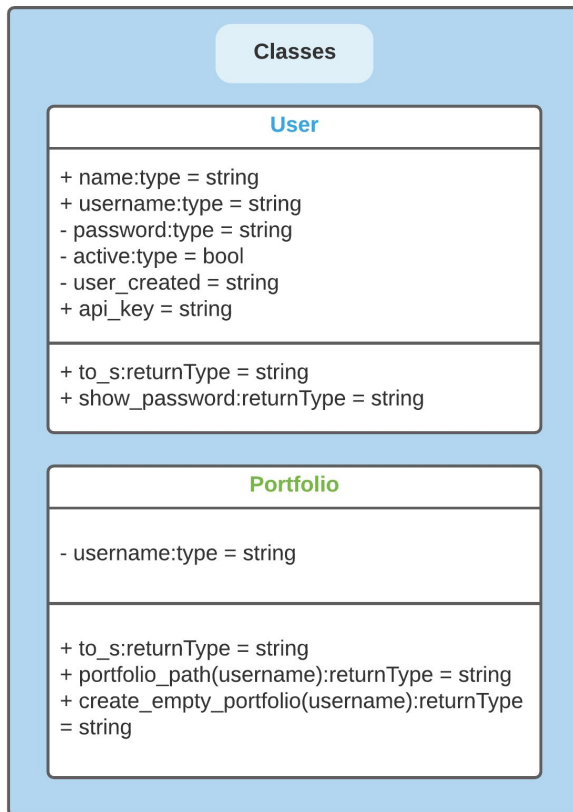 Classes
User
+ name:type = string
+ username:type = string
- password:type = string
- active:type = bool
- user_created = string
+ api_key = string
+ to_s:returnType = string
+ show_password:returnType = string
Portfolio
- username:type = string
+ to_s:returnType = string
+ portfolio_path(username):returnType = string
+ create_empty_portfolio(username):returnType
= string